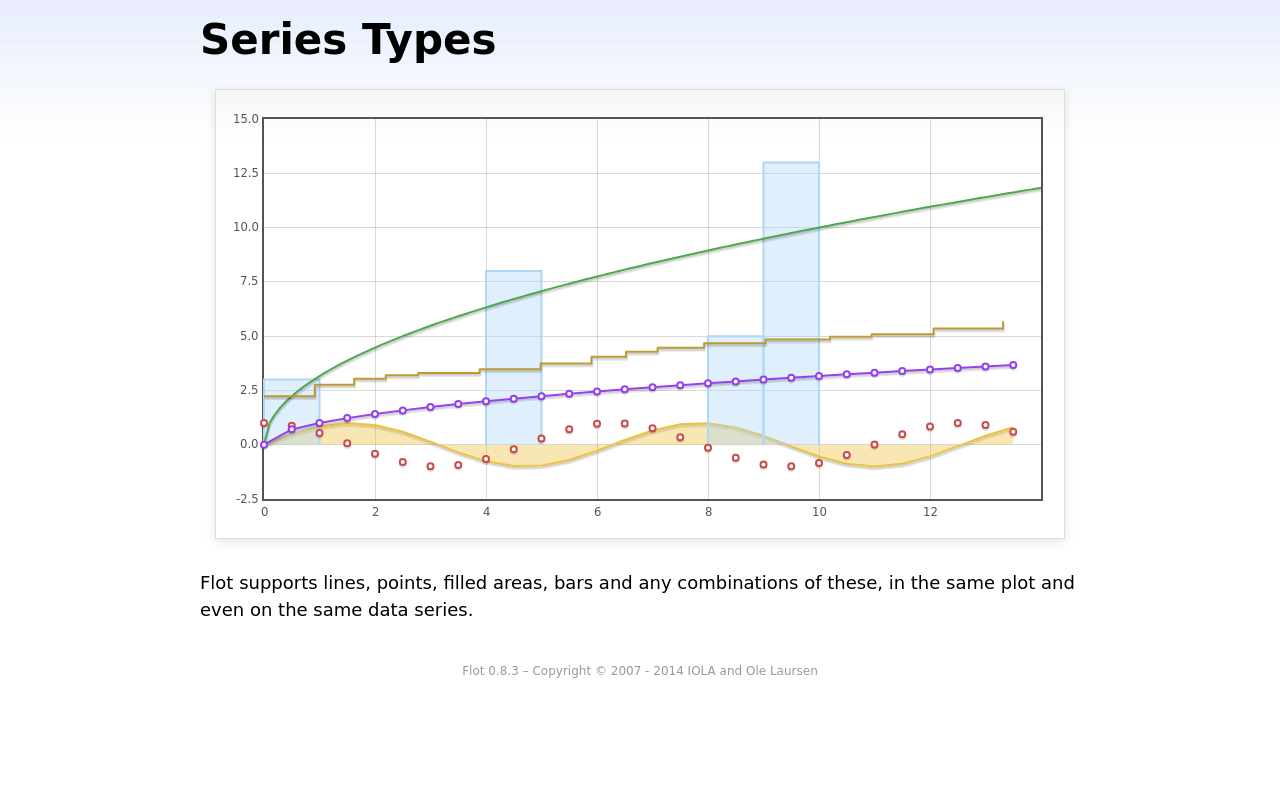 Series Types
15.0
12.5
10.0
7.5
5.0
2.5
0.0
-2.5
0 2 4 6 8 10 12
Flot supports lines, points, filled areas, bars and any combinations of these, in the same plot and
even on the same data series.
Flot 0.8.3 – Copyright © 2007 - 2014 IOLA and Ole Laursen